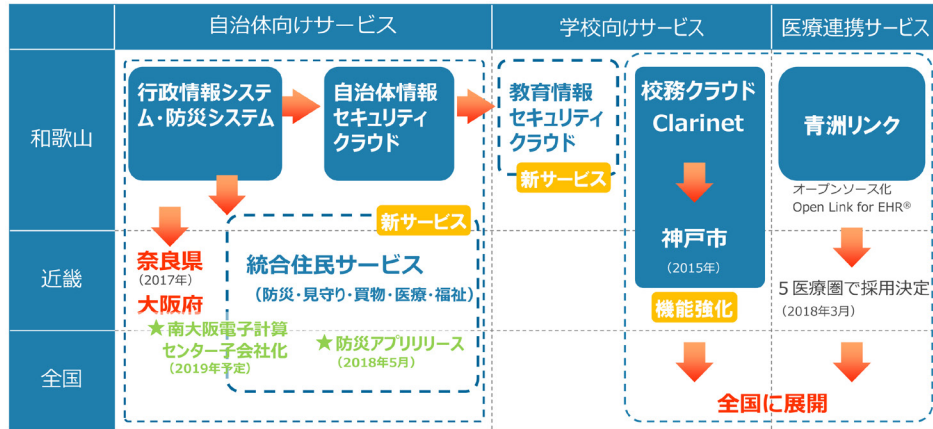 自治体向けサービス
学校向けサービス
医療連携サービス
和歌山
行政情報システ
ム・防災システム
自治体情報
セキュリティ
クラウド
教育情報
セキュリティ
クラウド
新サービス
校務クラウド
Clarinet
青洲リンク
オープンソース化
Open Link for EHR®
近畿
奈良県
(2017年)
大阪府
新サービス
統合住民サービス
(防災・見守り・買物・医療・福祉)
神戸市
(2015年)
機能強化
5医療圏で採用決定
(2018年3月)
全国
★南大阪電子計算
センター子会社化
(2019年予定)
★防災アプリリリース
(2018年5月)
全国に展開